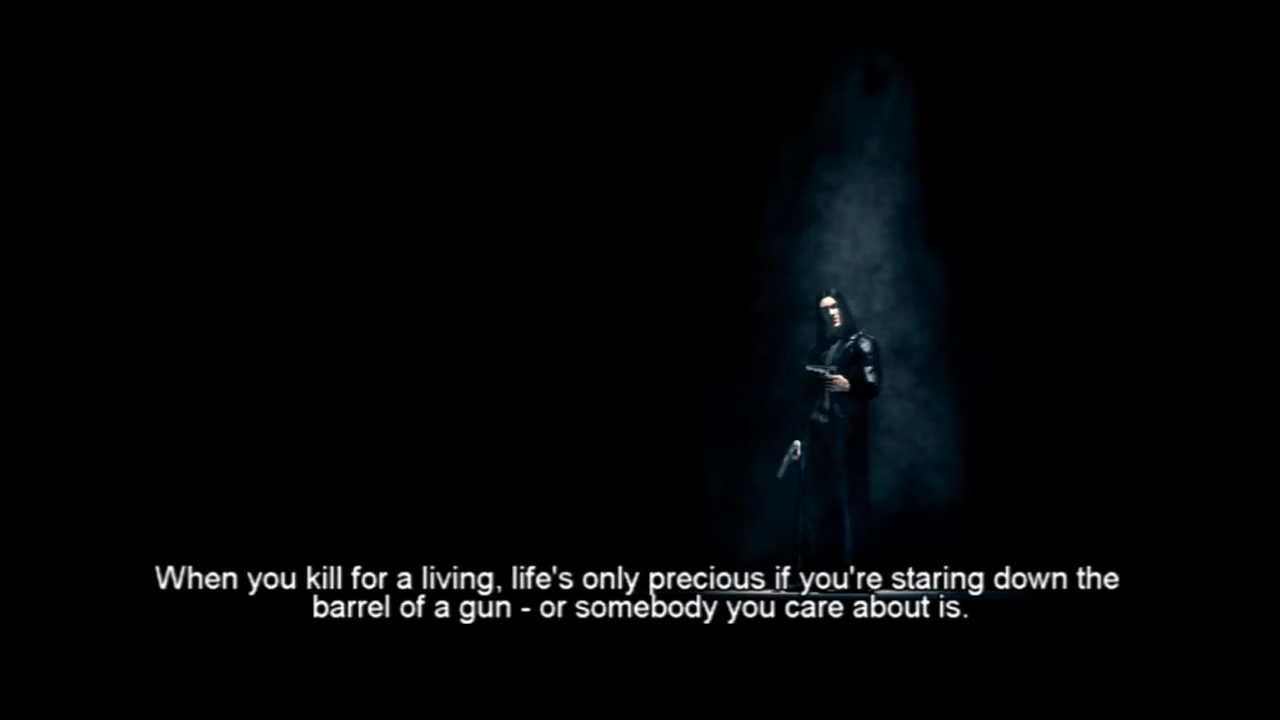 When you kill for a living, life's only precious if you're staring down the
barrel of a gun - or somebody you care about is.